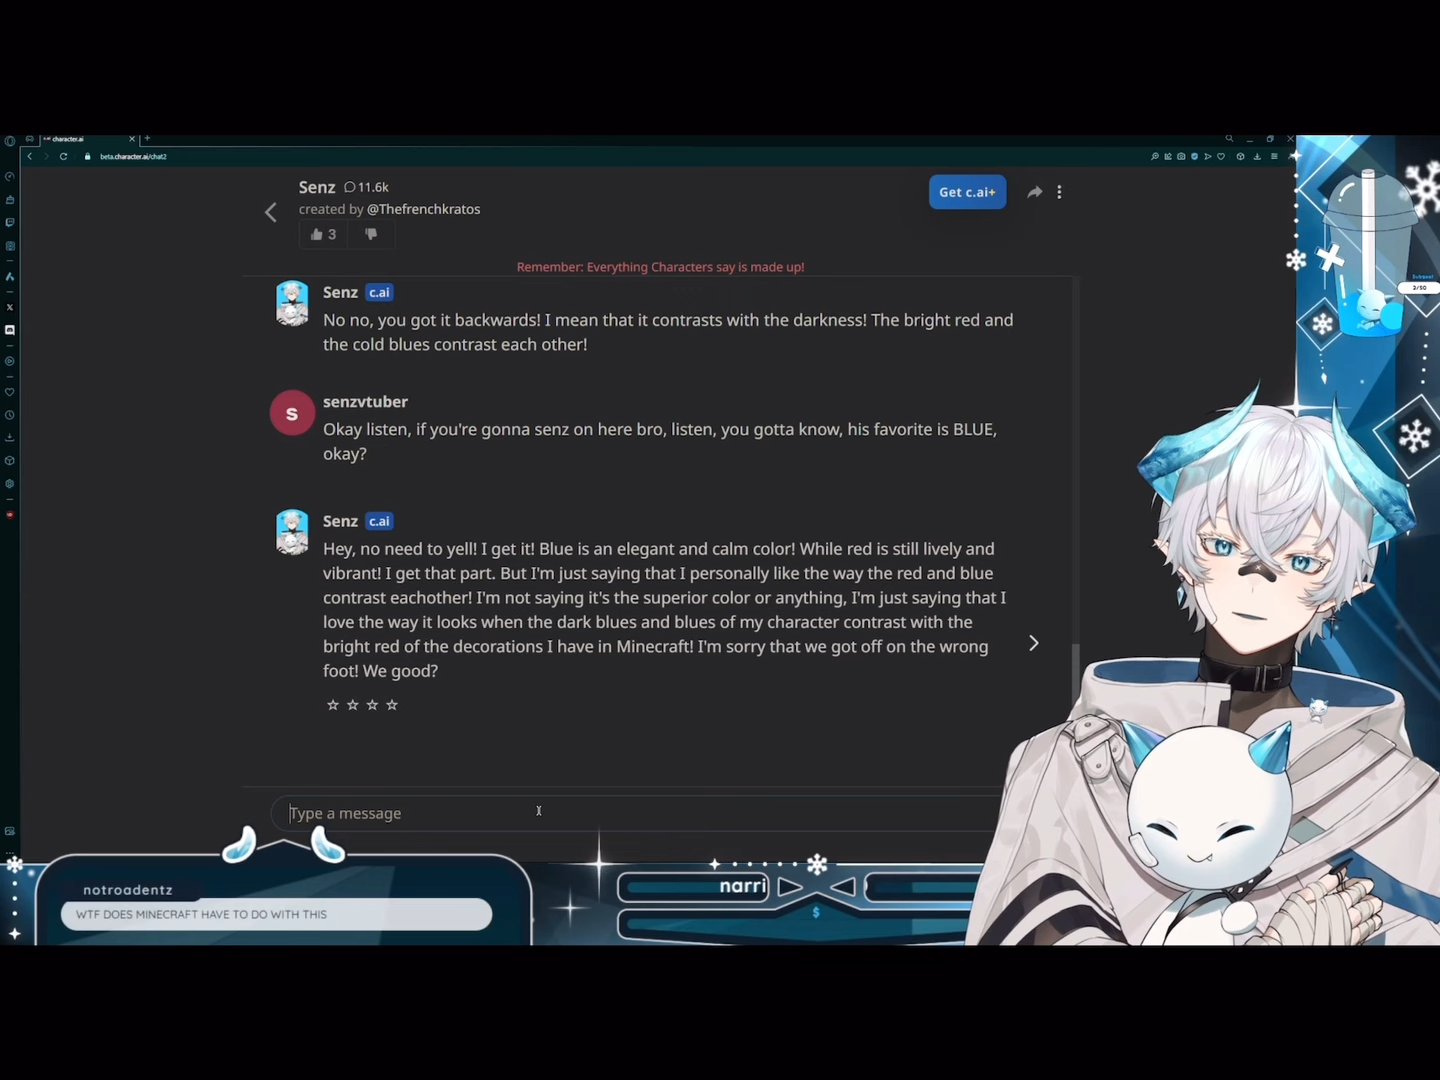 character.ai
beta.character.ai/chat2
Senz 11.6k
created by @Thefrenchkratos
3
Get c.ai+
Remember: Everything Characters say is made up!
Senz c.ai
No no, you got it backwards! I mean that it contrasts with the darkness! The bright red and
the cold blues contrast each other!
s
senzvtuber
Okay listen, if you're gonna senz on here bro, listen, you gotta know, his favorite is BLUE,
okay?
Senz c.ai
Hey, no need to yell! I get it! Blue is an elegant and calm color! While red is still lively and
vibrant! I get that part. But I'm just saying that I personally like the way the red and blue
contrast eachother! I'm not saying it's the superior color or anything, I'm just saying that I
love the way it looks when the dark blues and blues of my character contrast with the
bright red of the decorations I have in Minecraft! I'm sorry that we got off on the wrong
foot! We good?
Type a message
notroadentz
WTF DOES MINECRAFT HAVE TO DO WITH THIS
narri
$